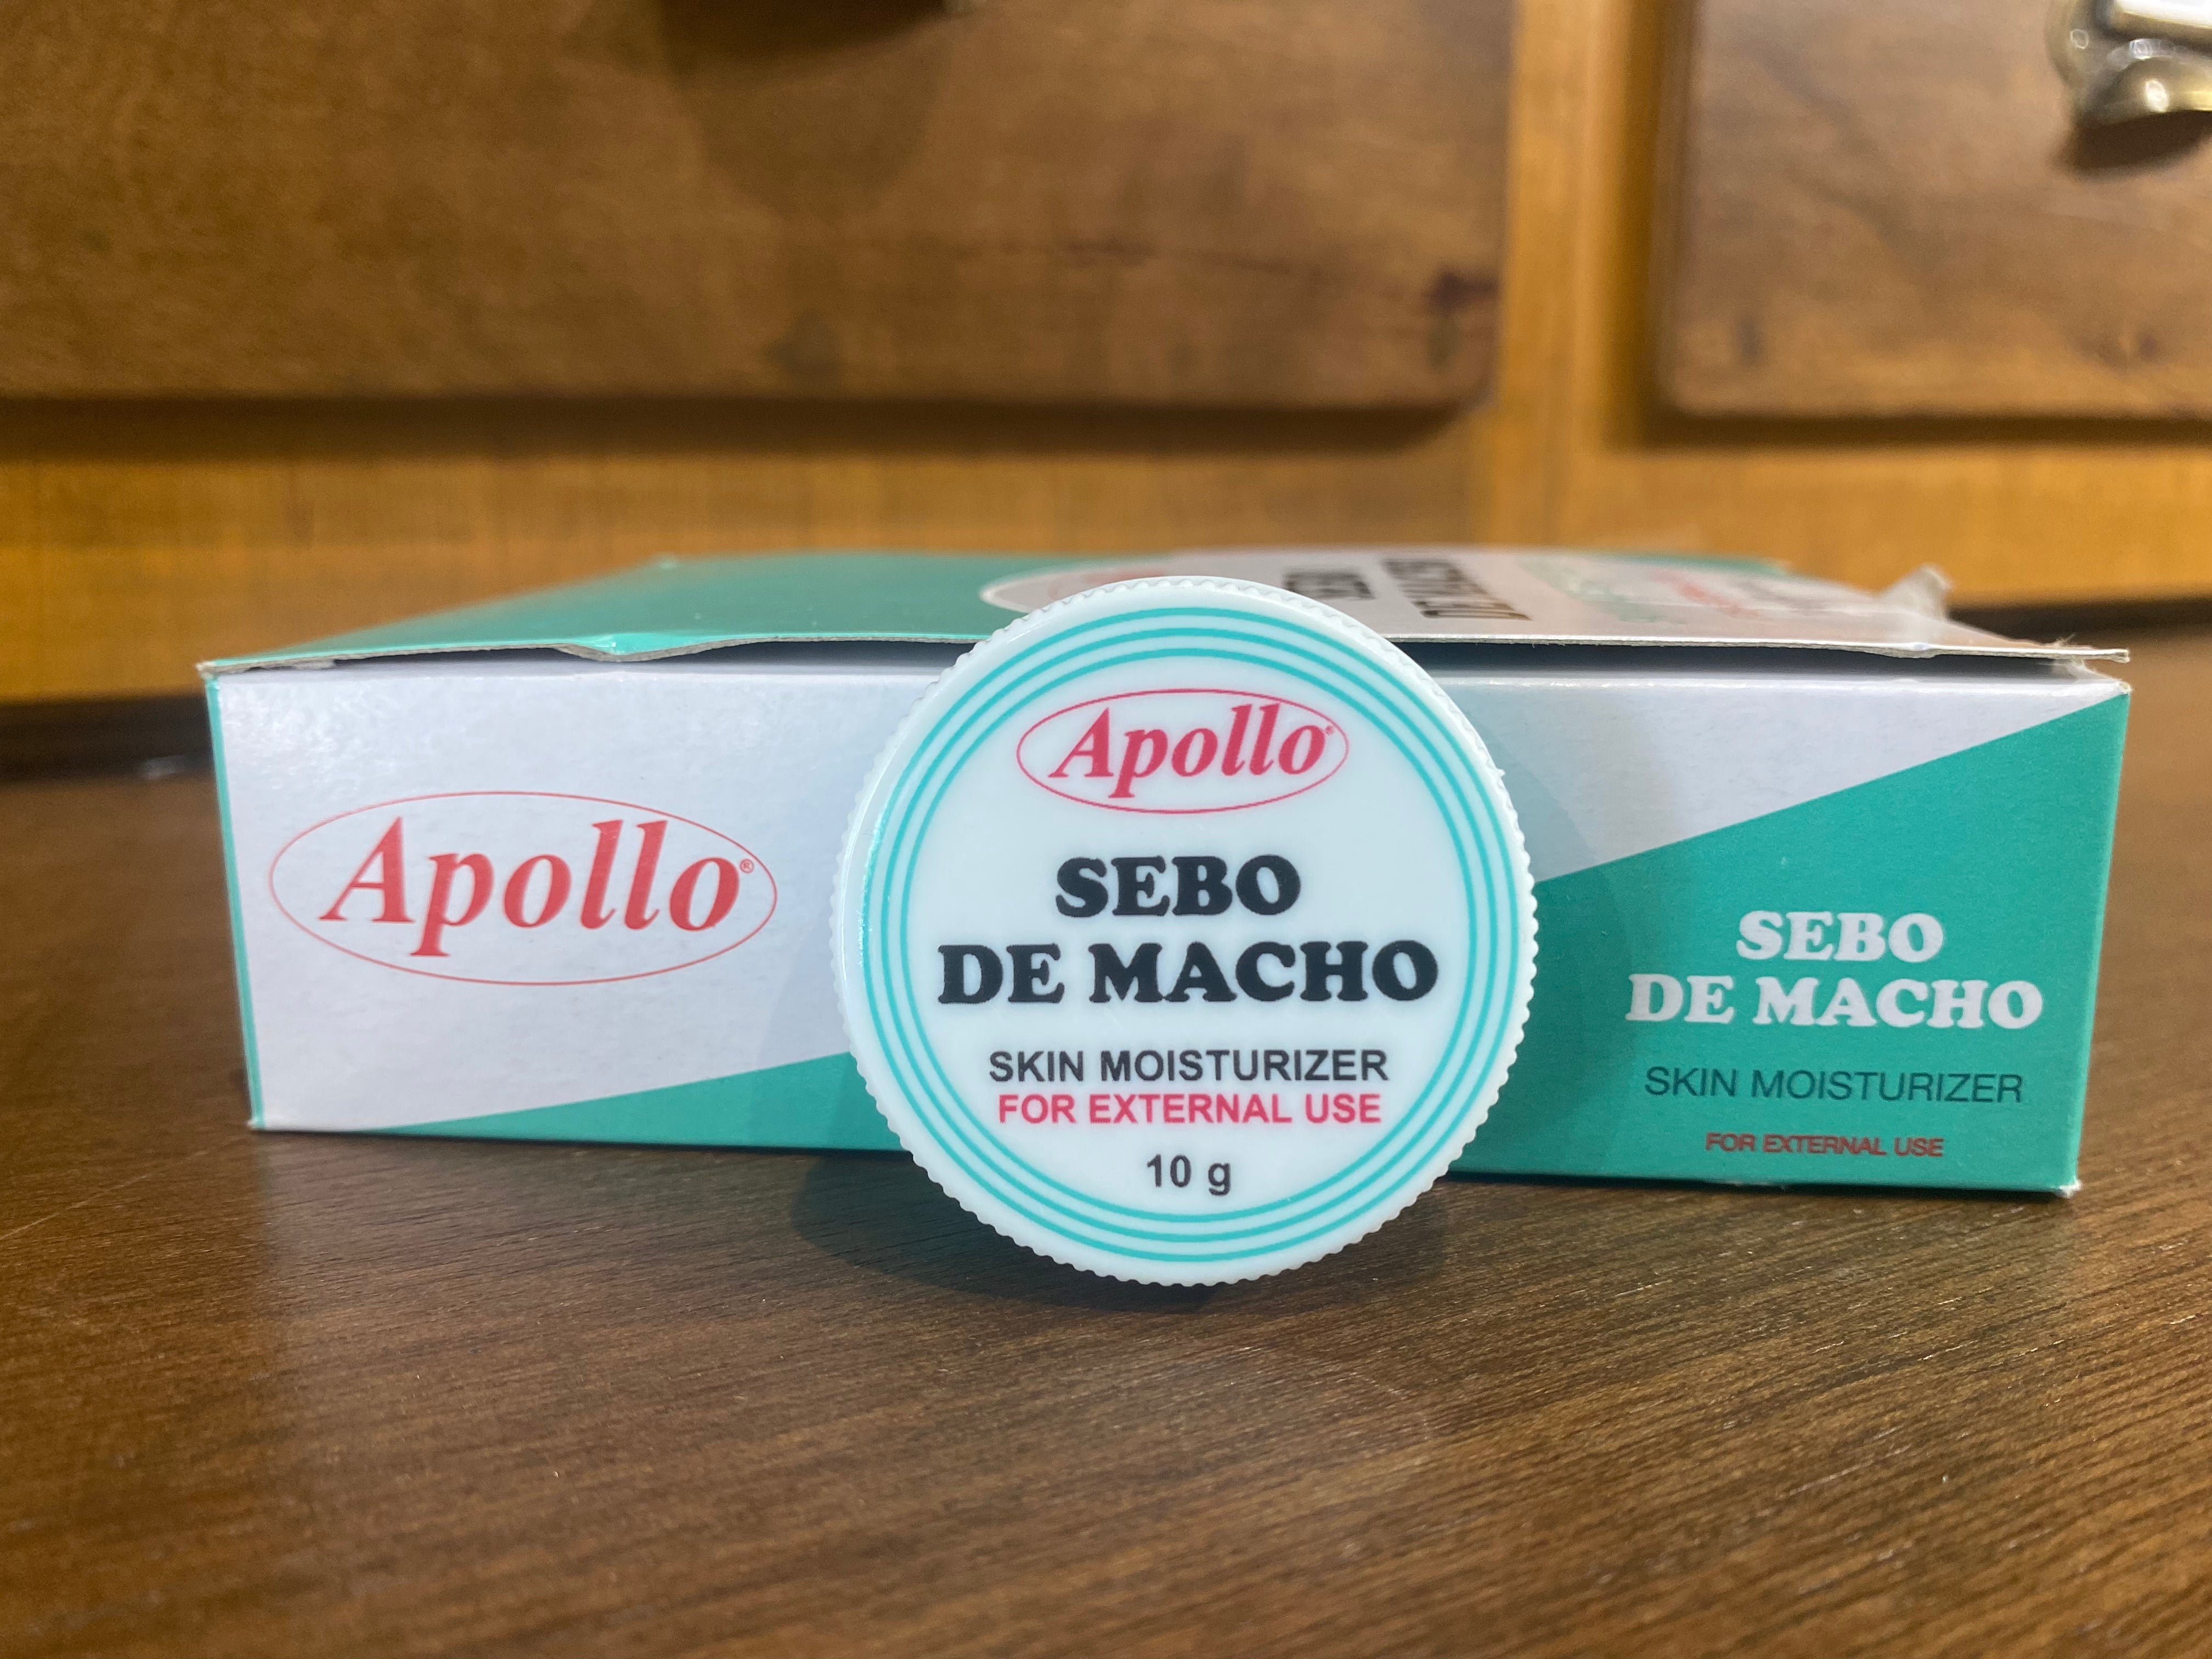 Apollo®
SEBO
DE MACHO
SKIN MOISTURIZER
FOR EXTERNAL USE
10 g
Apollo®
SEBO
DE MACHO
SKIN MOISTURIZER
FOR EXTERNAL USE